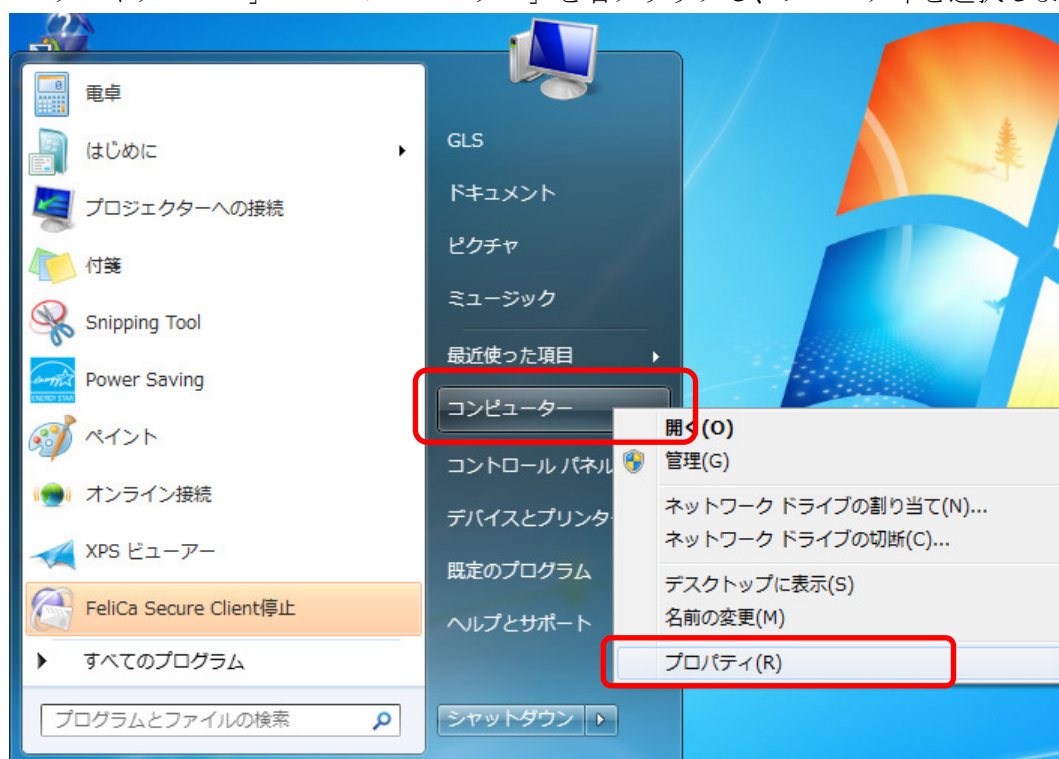 電卓
はじめに
プロジェクターへの接続
付箋
Snipping Tool
Power Saving
ペイント
オンライン接続
XPS ビューアー
FeliCa Secure Client停止
すべてのプログラム
プログラムとファイルの検索
GLS
ドキュメント
ピクチャ
ミュージック
最近使った項目
コンピューター
コントロール パネル
デバイスとプリンタ
既定のプログラム
ヘルプとサポート
シャットダウン
開く(O)
管理(G)
ネットワーク ドライブの割り当て(N)...
ネットワーク ドライブの切断(C)...
デスクトップに表示(S)
名前の変更(M)
プロパティ(R)